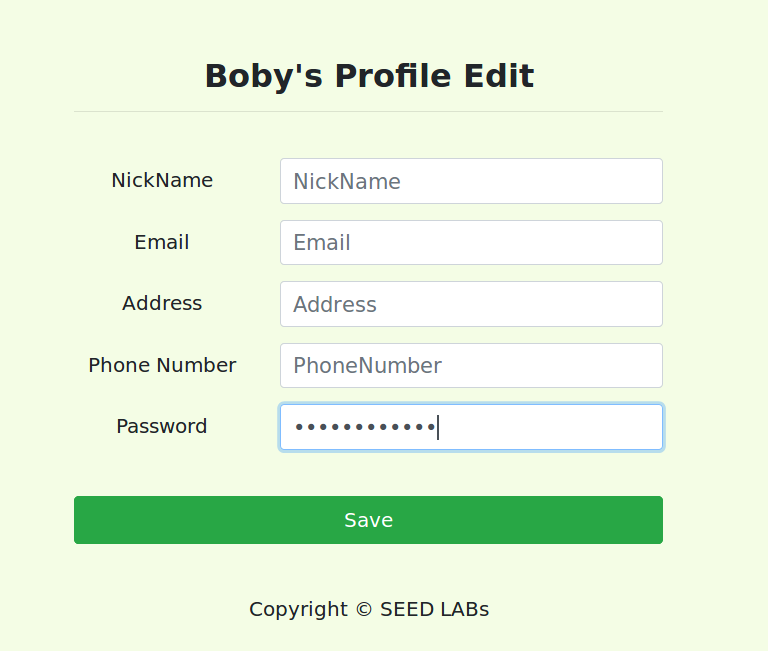 Boby's Profile Edit
NickName NickName
Email Email
Address Address
Phone Number PhoneNumber
Password ••••••••••••
Save
Copyright © SEED LABs